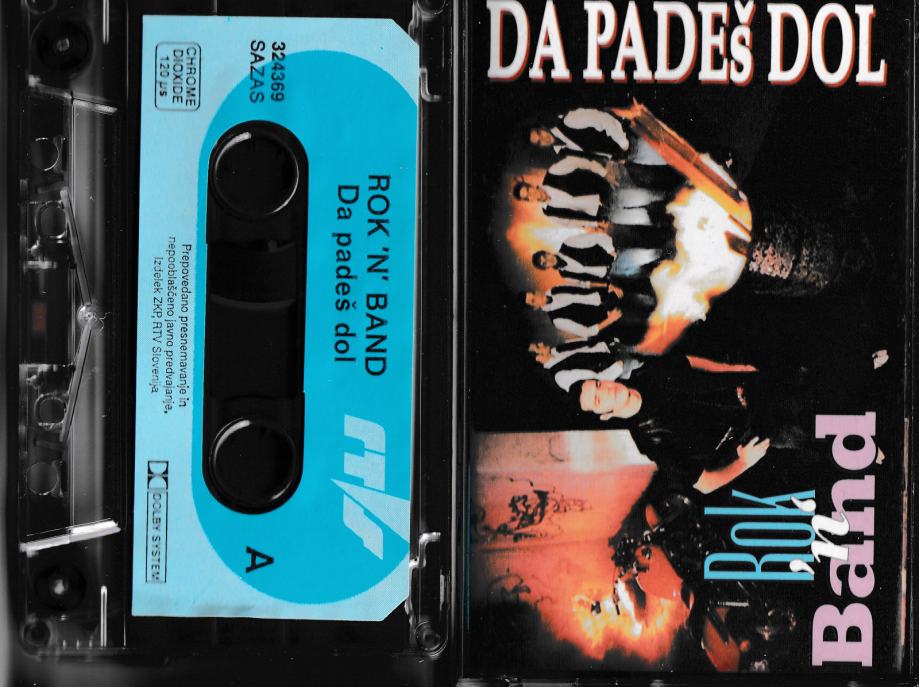 CHROME
DIOXIDE
120 µs
324369
SAZAS
ROK 'N' BAND
Da padeš dol
Prepovedano presnemavanje in
nepooblaščeno javno predvajanje.
Izdelek ZKP, RTV Slovenija
RTVS
A
DOLBY SYSTEM
DA PADEš DOL
Rok
'n'
Band